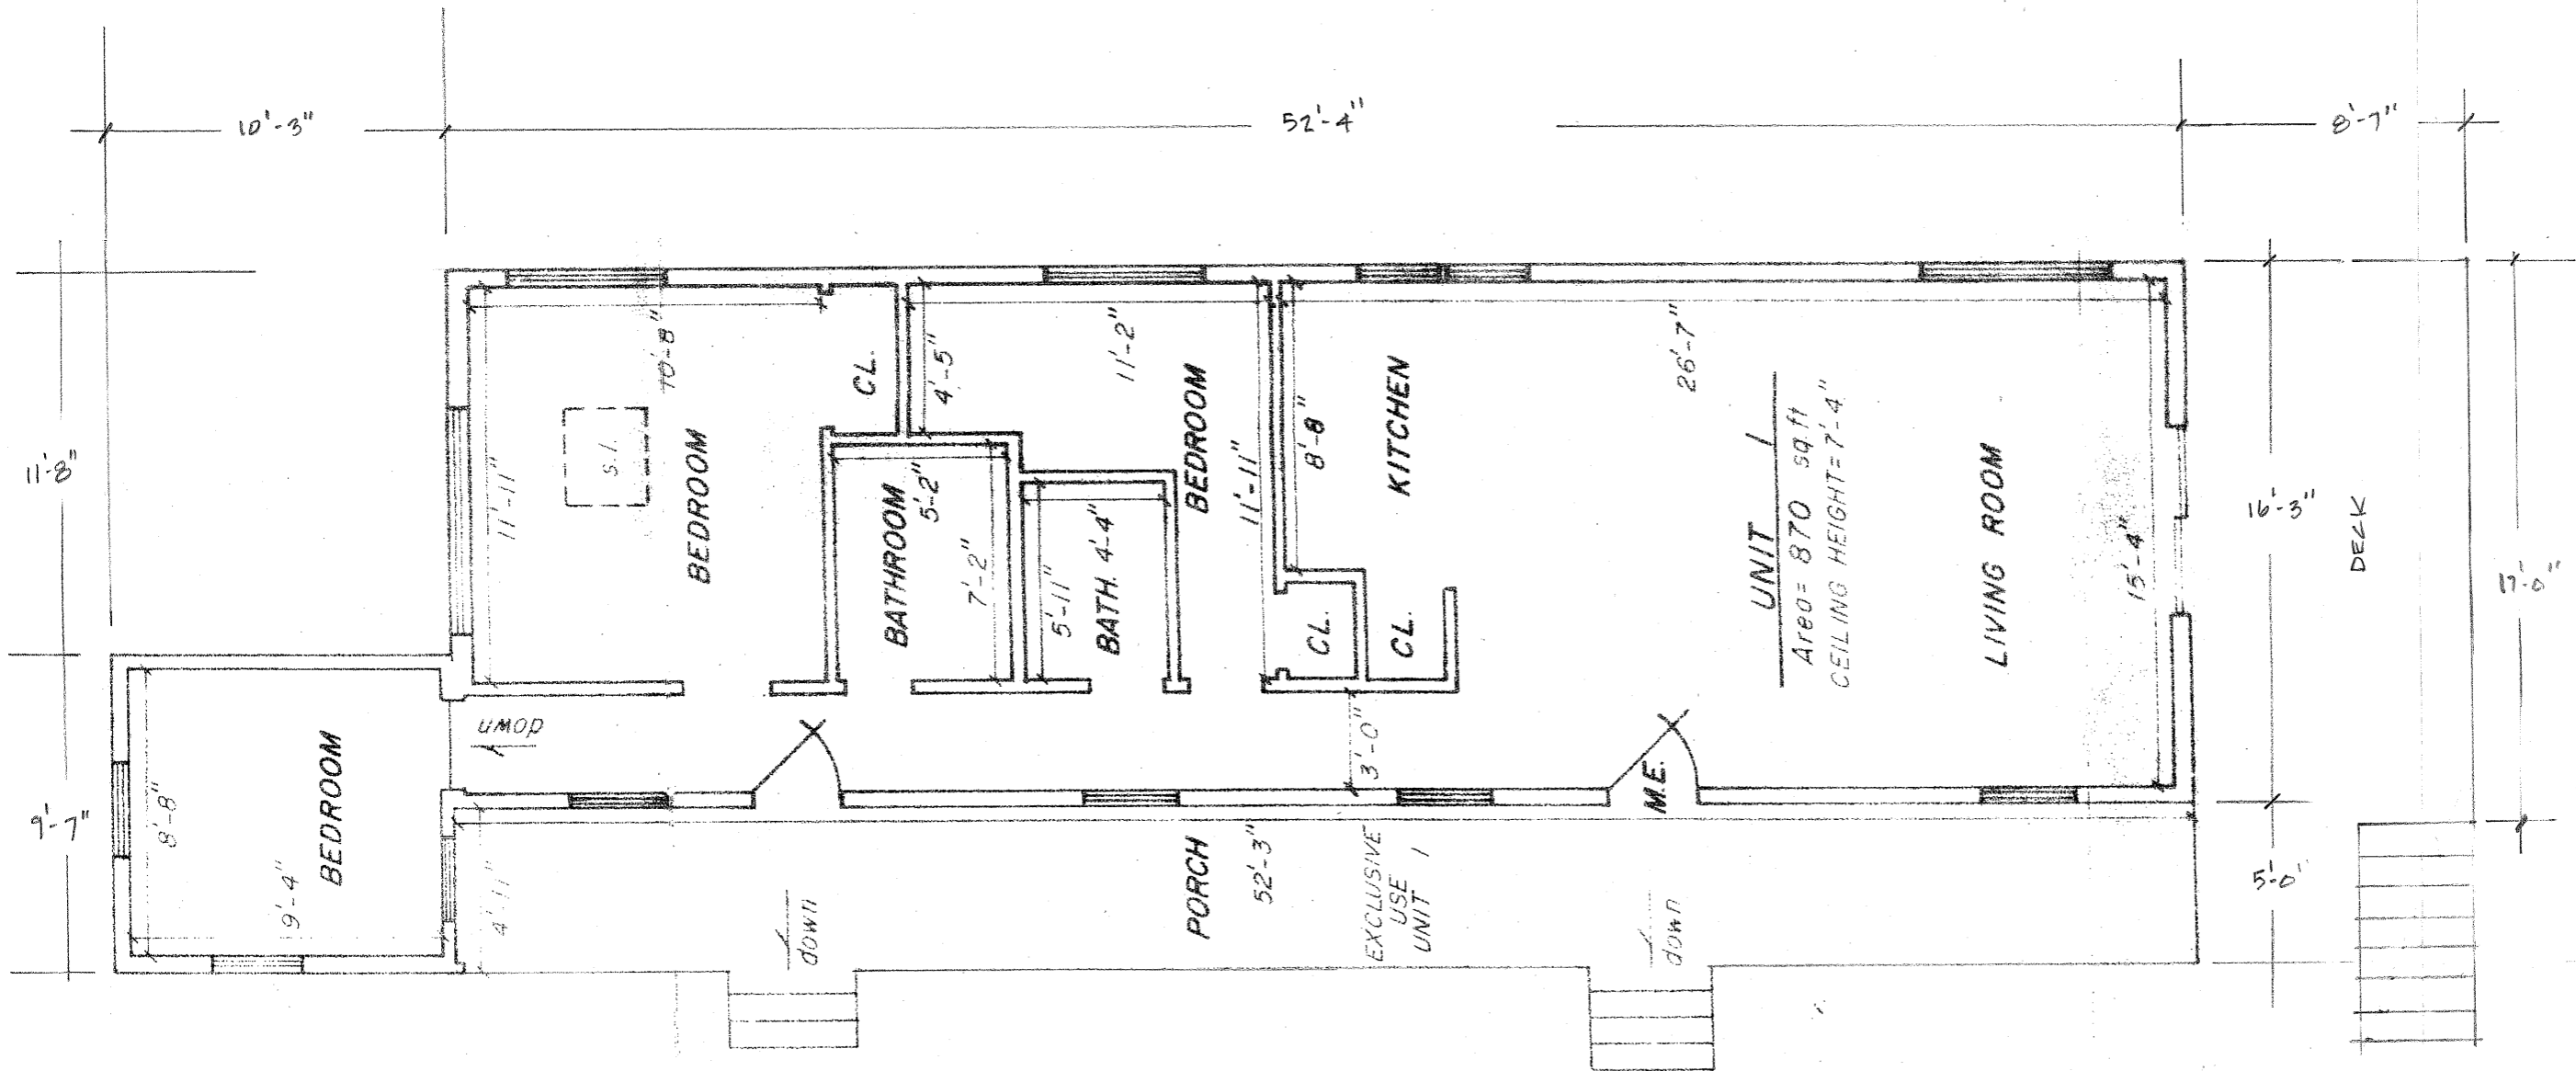 10'-3"
52'-4"
8'-7"
11'-8"
9'-7"
10'-8"
CL.
4'-5"
11'-2"
BEDROOM
11'-11"
8'-8"
KITCHEN
26'-7"
UNIT 1
Area= 870 sq.ft
CEILING HEIGHT=7'-4"
LIVING ROOM
15'-4"
16'-3"
DECK
11'-11"
s.l.
BEDROOM
BATHROOM
5'-2"
7'-2"
5'-11"
BATH. 4'-4"
CL.
CL.
down
3'-0"
M.E.
8'-8"
9'-4"
BEDROOM
4'-11"
down
PORCH
52'-3"
EXCLUSIVE
USE
UNIT 1
down
5'-0"